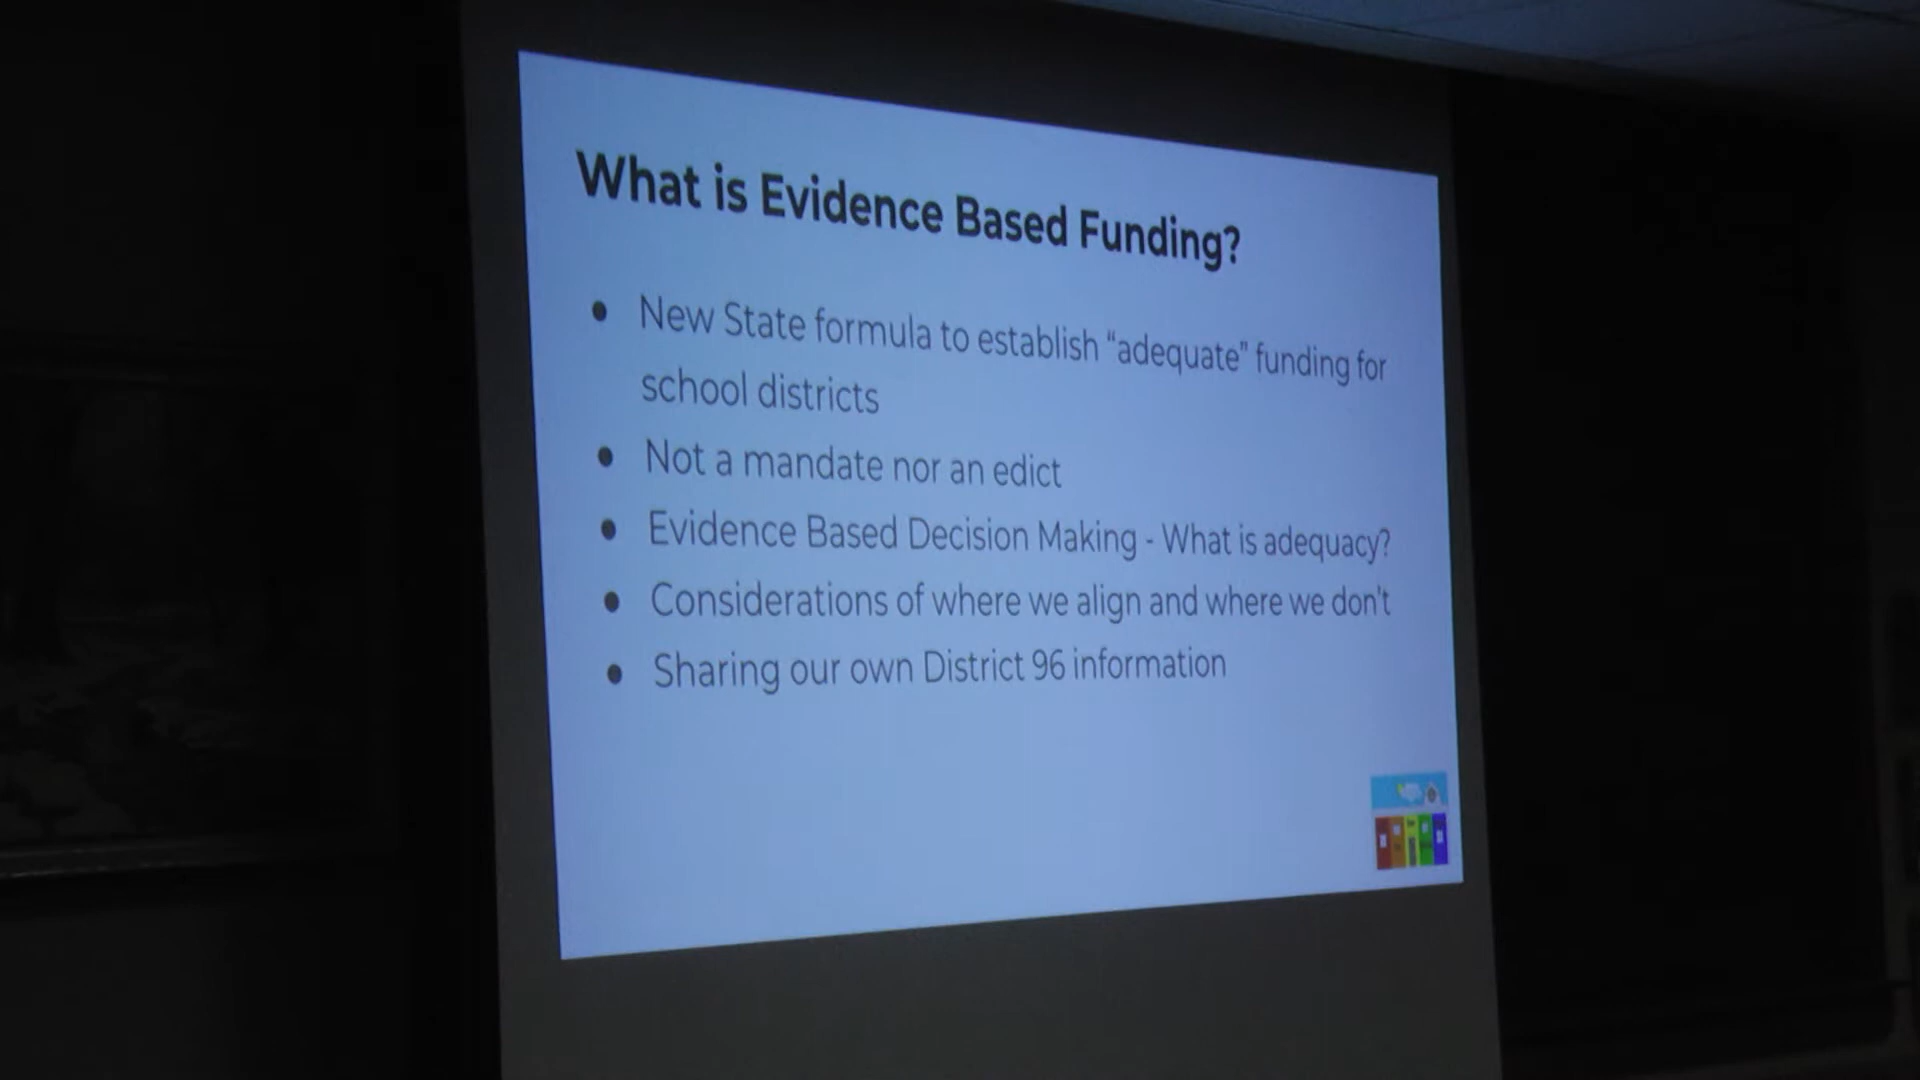 What is Evidence Based Funding?
● New State formula to establish “adequate” funding for
school districts
● Not a mandate nor an edict
● Evidence Based Decision Making - What is adequacy?
● Considerations of where we align and where we don't
● Sharing our own District 96 information